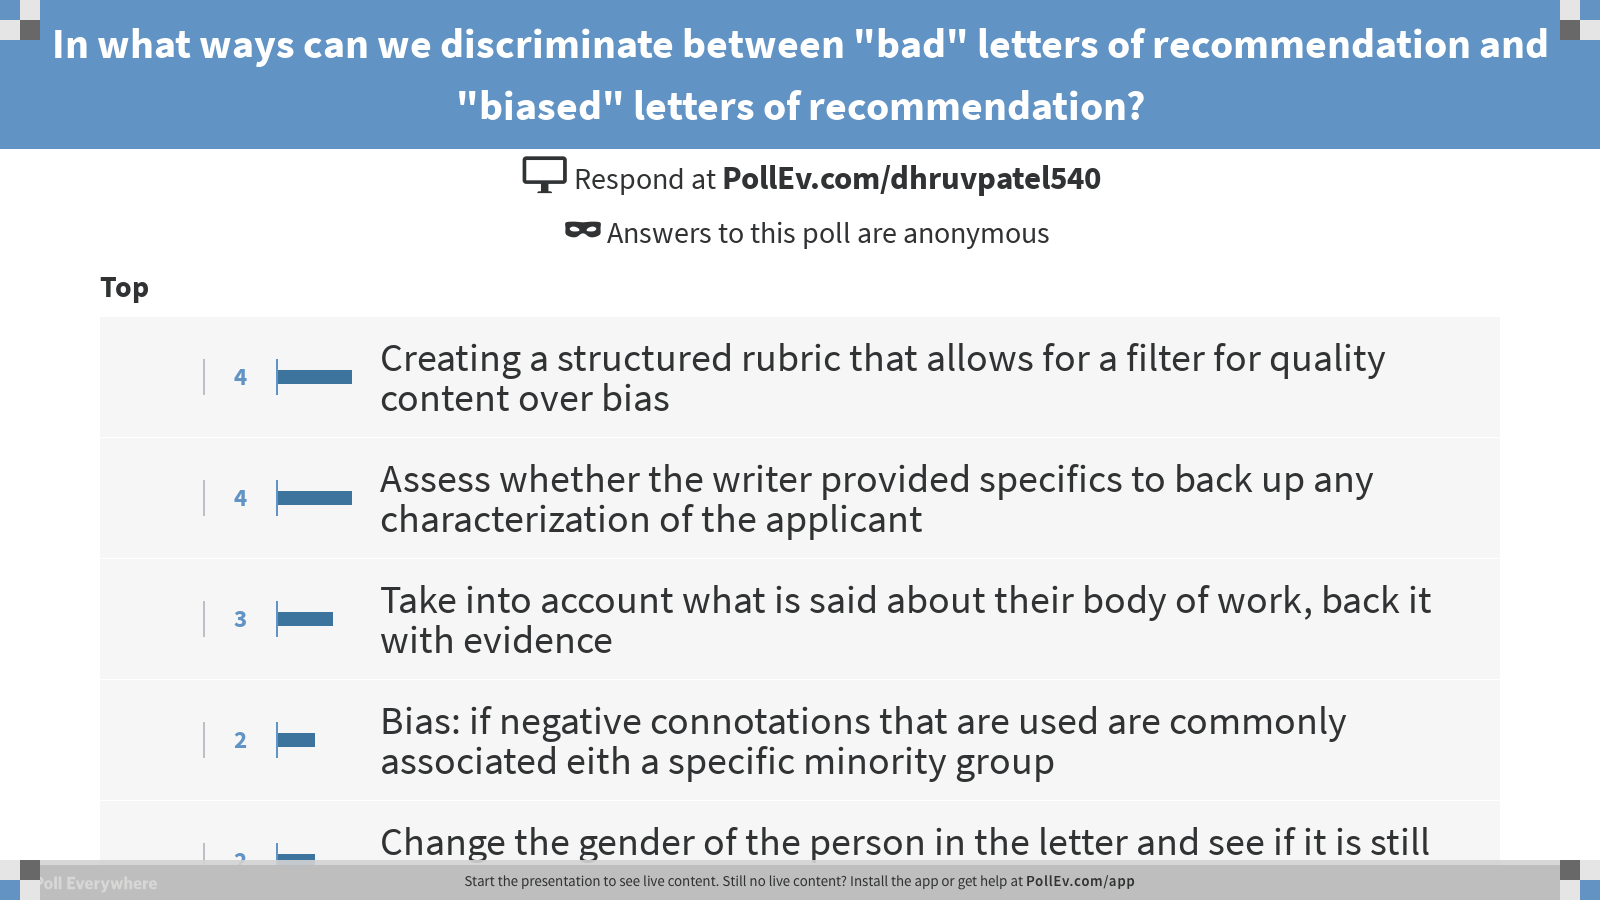 In what ways can we discriminate between "bad" letters of recommendation and
"biased" letters of recommendation?
Respond at PollEv.com/dhruvpatel540
Answers to this poll are anonymous
Top
4
Creating a structured rubric that allows for a filter for quality
content over bias
4
Assess whether the writer provided specifics to back up any
characterization of the applicant
3
Take into account what is said about their body of work, back it
with evidence
2
Bias: if negative connotations that are used are commonly
associated eith a specific minority group
2
Change the gender of the person in the letter and see if it is still
Poll Everywhere
Start the presentation to see live content. Still no live content? Install the app or get help at PollEv.com/app